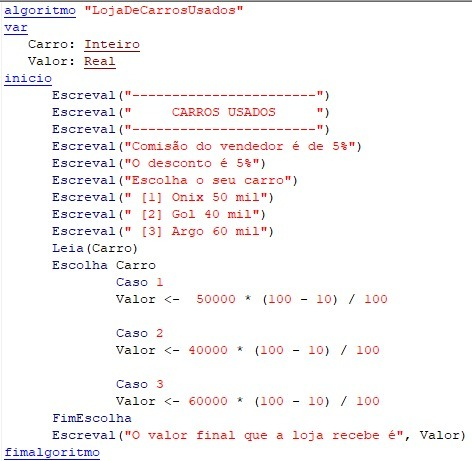 algoritmo "LojaDeCarrosUsados"
var
   Carro: Inteiro
   Valor: Real
inicio
      Escreval("-----------------------")
      Escreval("     CARROS USADOS     ")
      Escreval("-----------------------")
      Escreval("Comisão do vendedor é de 5%")
      Escreval("O desconto é 5%")
      Escreval("Escolha o seu carro")
      Escreval(" [1] Onix 50 mil")
      Escreval(" [2] Gol 40 mil")
      Escreval(" [3] Argo 60 mil")
      Leia(Carro)
      Escolha Carro
              Caso 1
              Valor <-  50000 * (100 - 10) / 100
              Caso 2
              Valor <- 40000 * (100 - 10) / 100
              Caso 3
              Valor <- 60000 * (100 - 10) / 100
      FimEscolha
      Escreval("O valor final que a loja recebe é", Valor)
fimalgoritmo